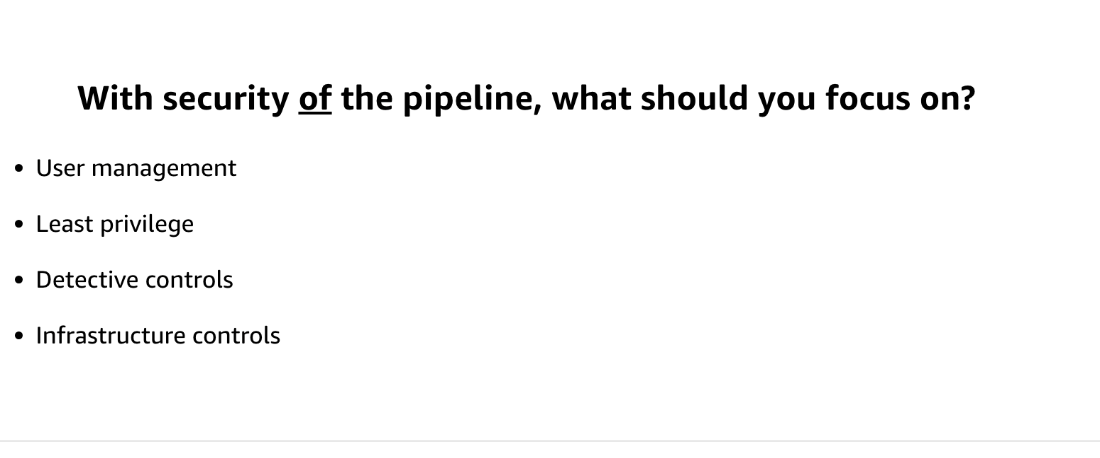 With security of the pipeline, what should you focus on?
• User management
• Least privilege
• Detective controls
• Infrastructure controls